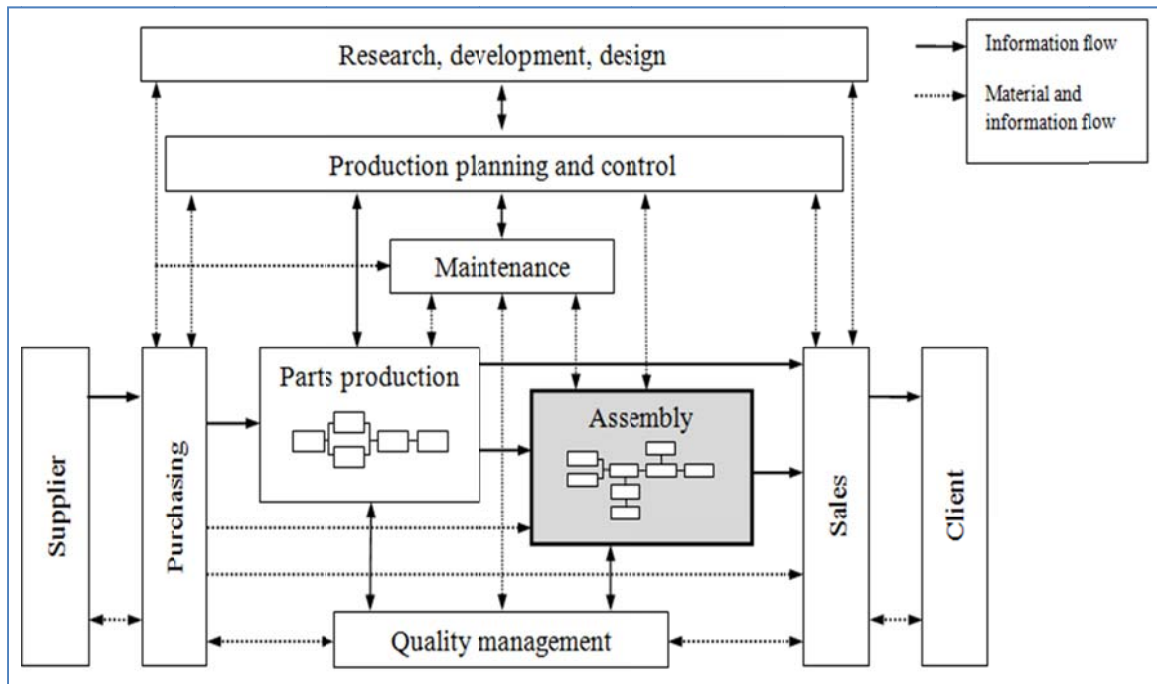 Research, development, design
Information flow
Material and
information flow
Production planning and control
Maintenance
Parts production
Assembly
Supplier
Purchasing
Sales
Client
Quality management